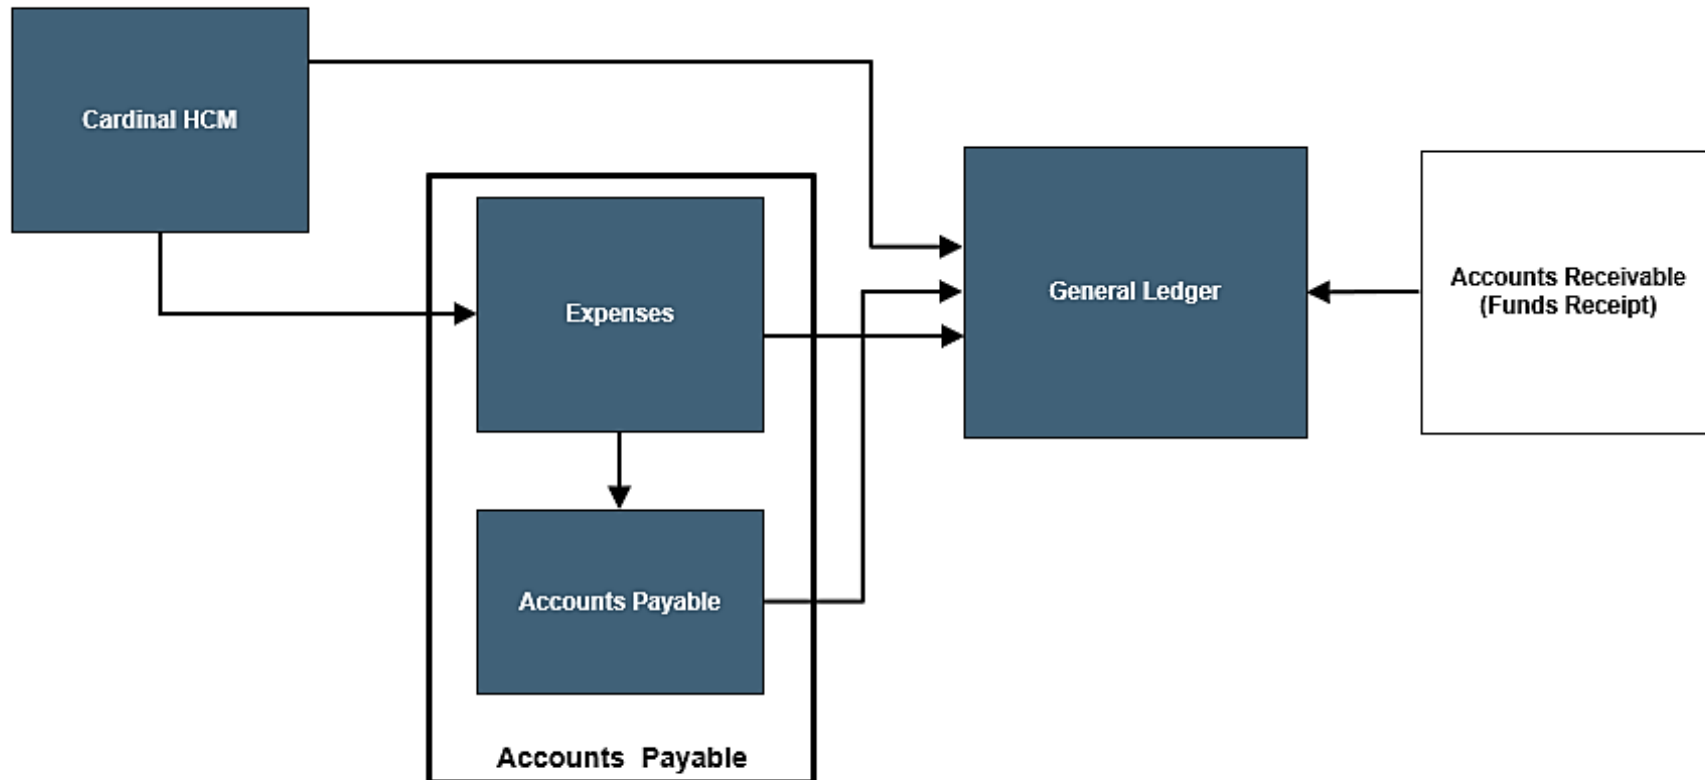 Cardinal HCM
Expenses
General Ledger
Accounts Receivable
(Funds Receipt)
Accounts Payable
Accounts Payable